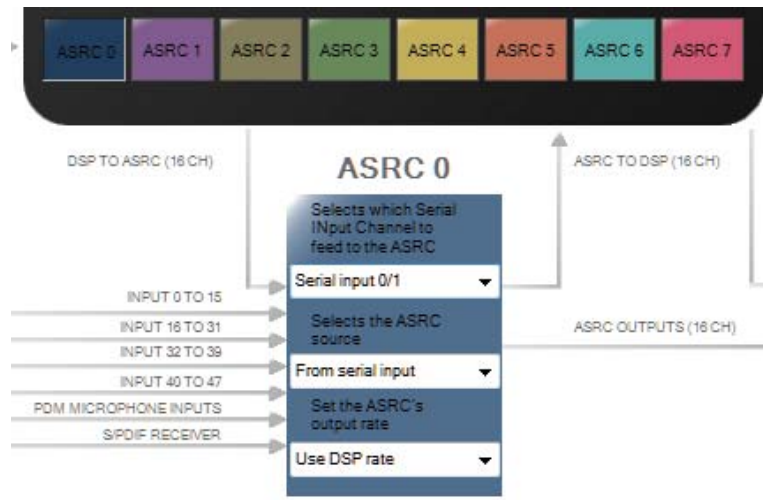 ASRC 0
ASRC 1
ASRC 2
ASRC 3
ASRC 4
ASRC 5
ASRC 6
ASRC 7
DSP TO ASRC (16 CH)
ASRC 0
ASRC TO DSP (16 CH)
Selects which Serial
INput Channel to
feed to the ASRC
Serial input 0/1
INPUT 0 TO 15
Selects the ASRC
source
INPUT 16 TO 31
ASRC OUTPUTS (16 CH)
INPUT 32 TO 39
From serial input
INPUT 40 TO 47
Set the ASRC's
output rate
PDM MICROPHONE INPUTS
S/PDIF RECEIVER
Use DSP rate